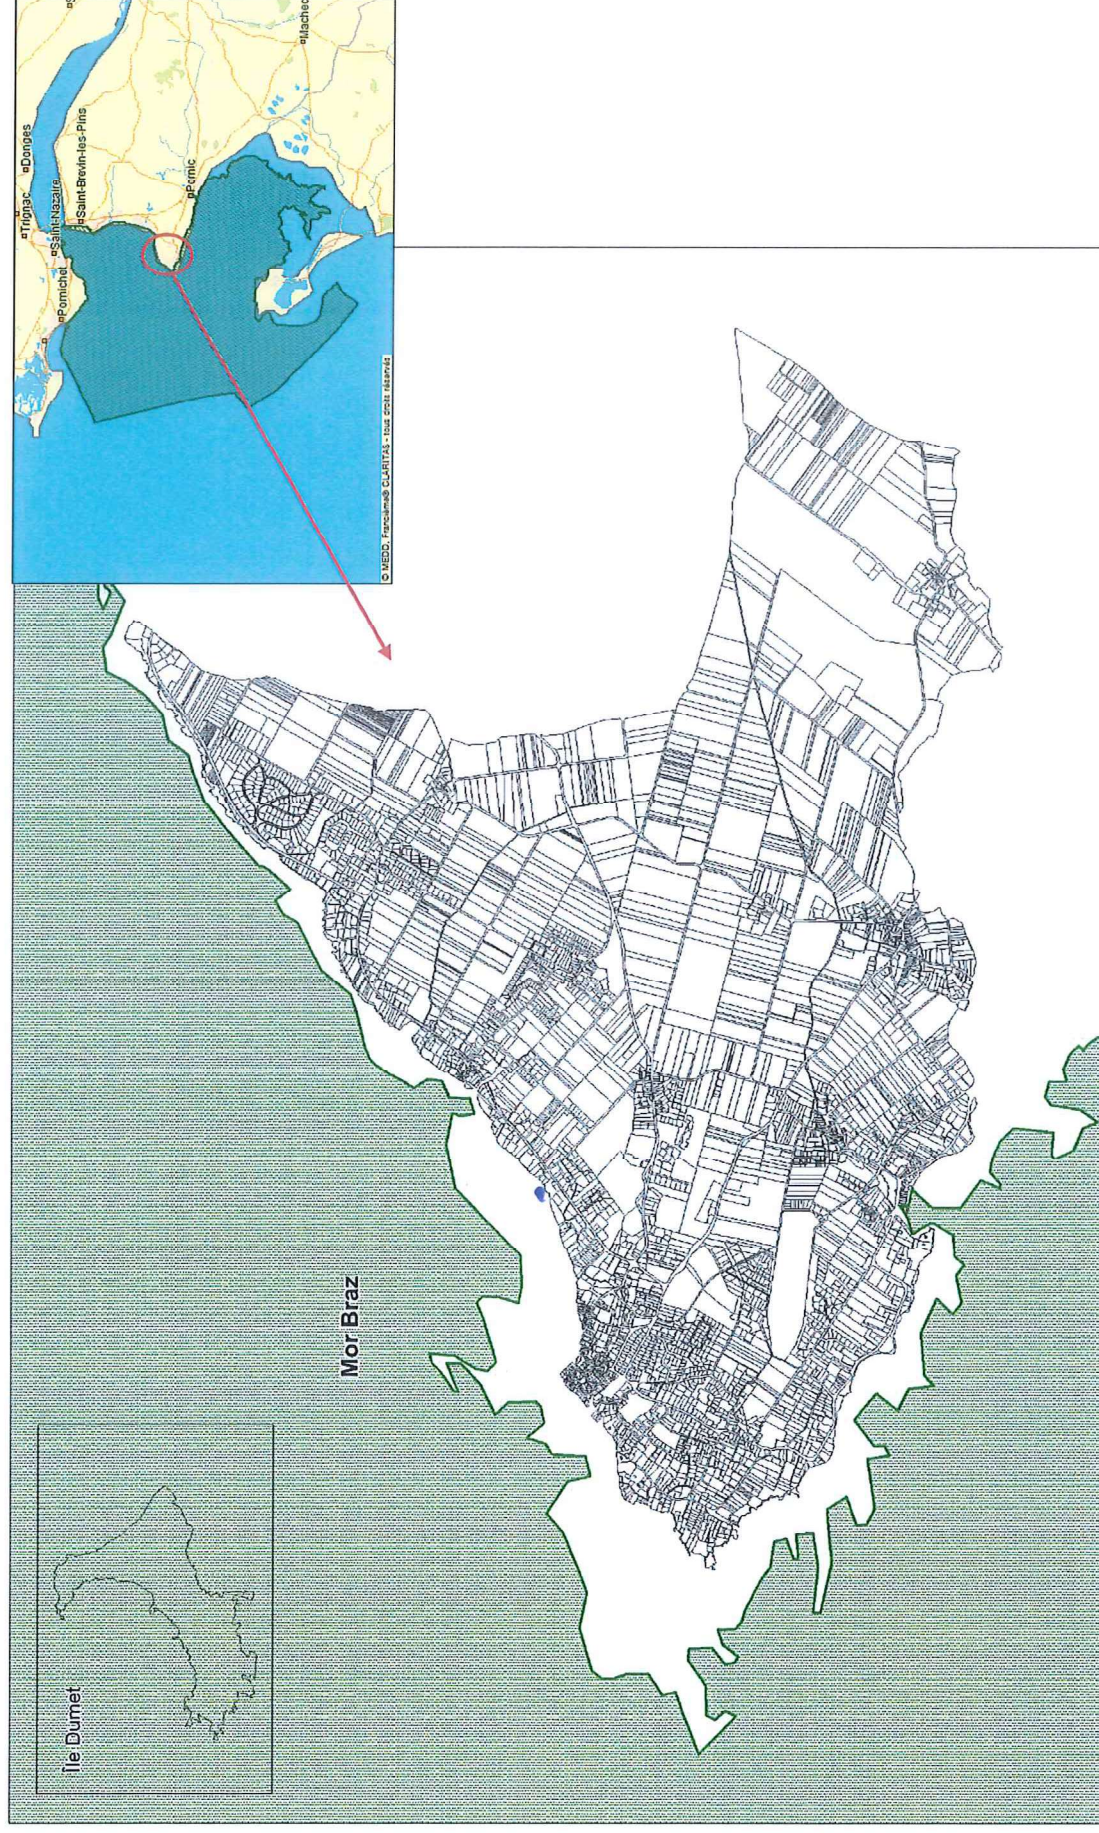 Île Dumet
Mor Braz
Pornichet
Trignac
Saint-Nazaire
Donges
Saint-Brevin-les-Pins
Pornic
Machec
© MEDD, Franciême® CLARITAS - tous droits réservés